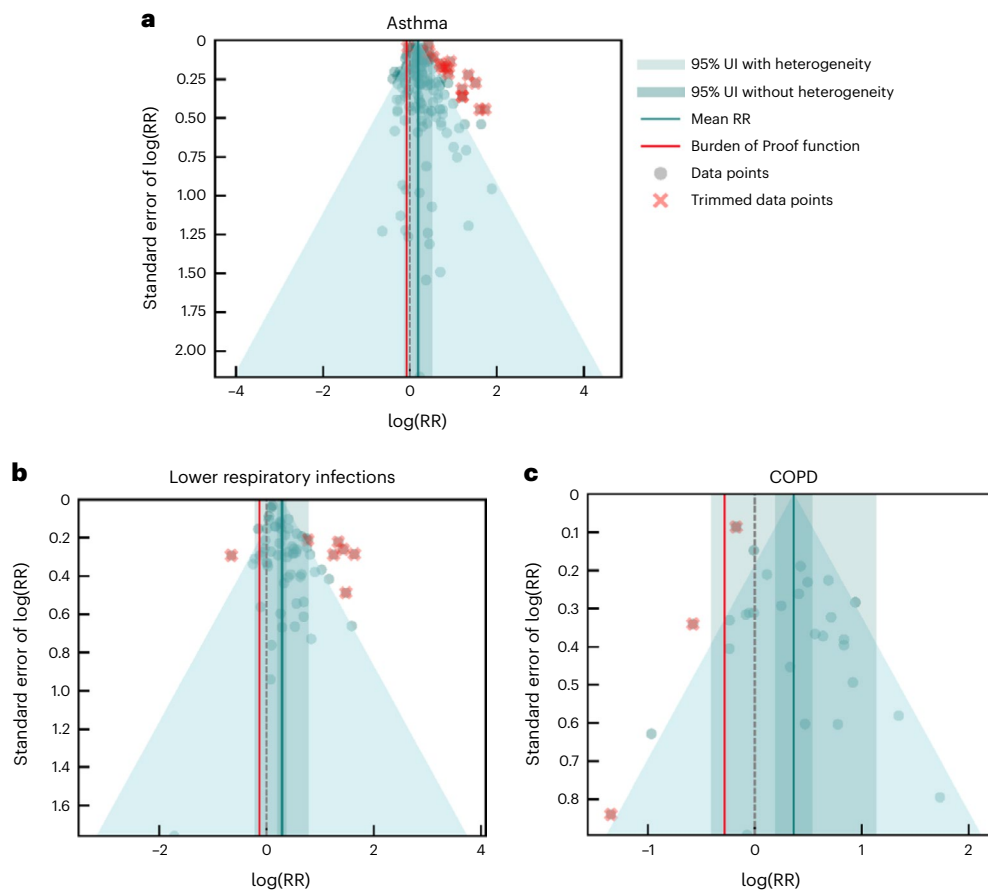 a
Asthma
0
0.25
0.50
0.75
1.00
1.25
1.50
1.75
2.00
Standard error of log(RR)
−4
−2
0
2
4
log(RR)
95% UI with heterogeneity
95% UI without heterogeneity
Mean RR
Burden of Proof function
Data points
Trimmed data points
b
Lower respiratory infections
0
0.2
0.4
0.6
0.8
1.0
1.2
1.4
1.6
Standard error of log(RR)
−2
0
2
4
log(RR)
c
COPD
0
0.1
0.2
0.3
0.4
0.5
0.6
0.7
0.8
Standard error of log(RR)
−1
0
1
2
log(RR)